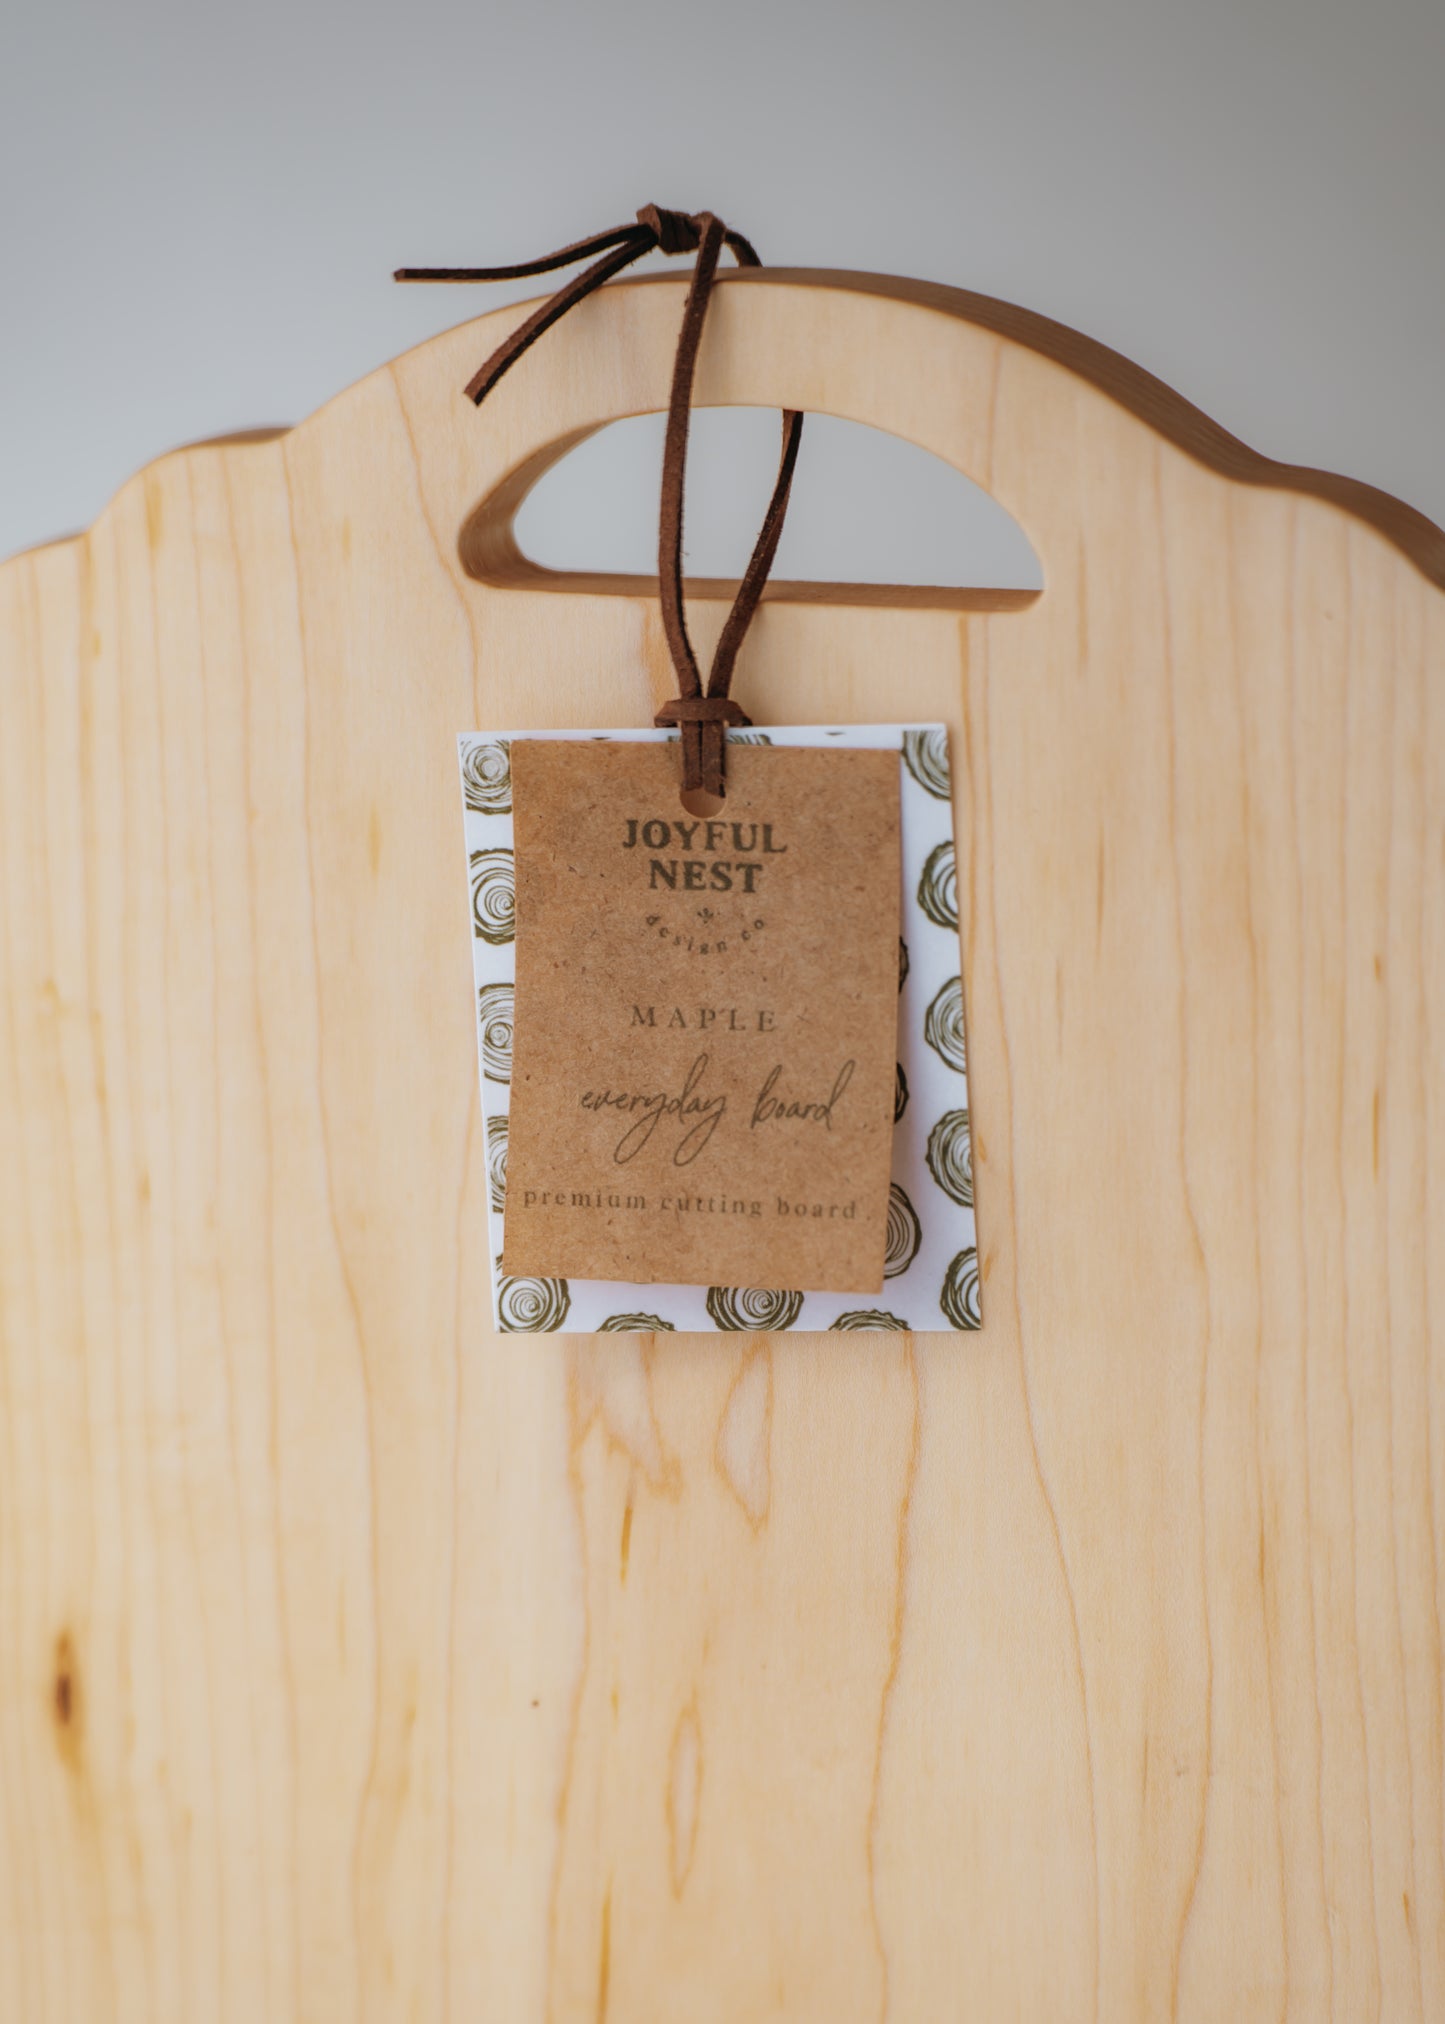 JOYFUL
NEST
design co
MAPLE
everyday board
premium cutting board